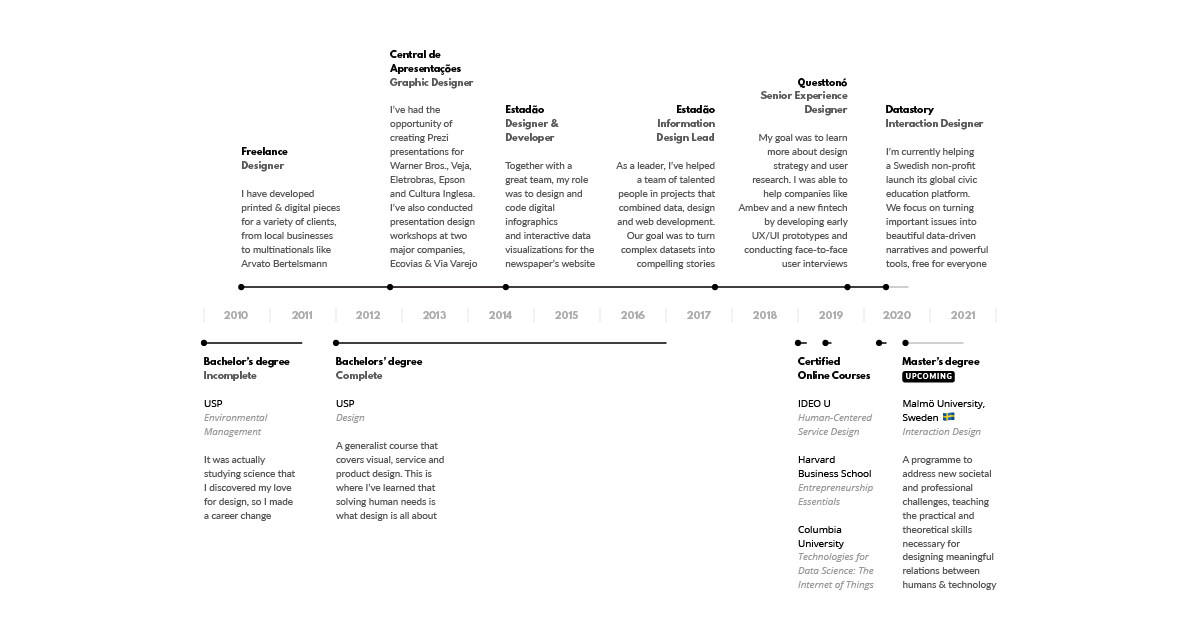 Central de
Apresentações
Graphic Designer
I've had the
opportunity of
creating Prezi
presentations for
Warner Bros., Veja,
Eletrobras, Epson
and Cultura Inglesa.
I've also conducted
presentation design
workshops at two
major companies,
Ecovias & Via Varejo
Freelance
Designer
I have developed
printed & digital pieces
for a variety of clients,
from local businesses
to multinationals like
Arvato Bertelsmann
Estadão
Designer &
Developer
Together with a
great team, my role
was to design and
code digital
infographics
and interactive data
visualizations for the
newspaper's website
Estadão
Information
Design Lead
As a leader, I've helped
a team of talented
people in projects that
combined data, design
and web development.
Our goal was to turn
complex datasets into
compelling stories
Questtonó
Senior Experience
Designer
My goal was to learn
more about design
strategy and user
research. I was able to
help companies like
Ambev and a new fintech
by developing early
UX/UI prototypes and
conducting face-to-face
user interviews
Datastory
Interaction Designer
I'm currently helping
a Swedish non-profit
launch its global civic
education platform.
We focus on turning
important issues into
beautiful data-driven
narratives and powerful
tools, free for everyone
2010 2011 2012 2013 2014 2015 2016 2017 2018 2019 2020 2021
Bachelor's degree
Incomplete
USP
Environmental
Management
It was actually
studying science that
I discovered my love
for design, so I made
a career change
Bachelors' degree
Complete
USP
Design
A generalist course that
covers visual, service and
product design. This is
where I've learned that
solving human needs is
what design is all about
Certified
Online Courses
IDEO U
Human-Centered
Service Design
Harvard
Business School
Entrepreneurship
Essentials
Columbia
University
Technologies for
Data Science: The
Internet of Things
Master's degree
UPCOMING
Malmö University,
Sweden
Interaction Design
A programme to
address new societal
and professional
challenges, teaching
the practical and
theoretical skills
necessary for
designing meaningful
relations between
humans & technology